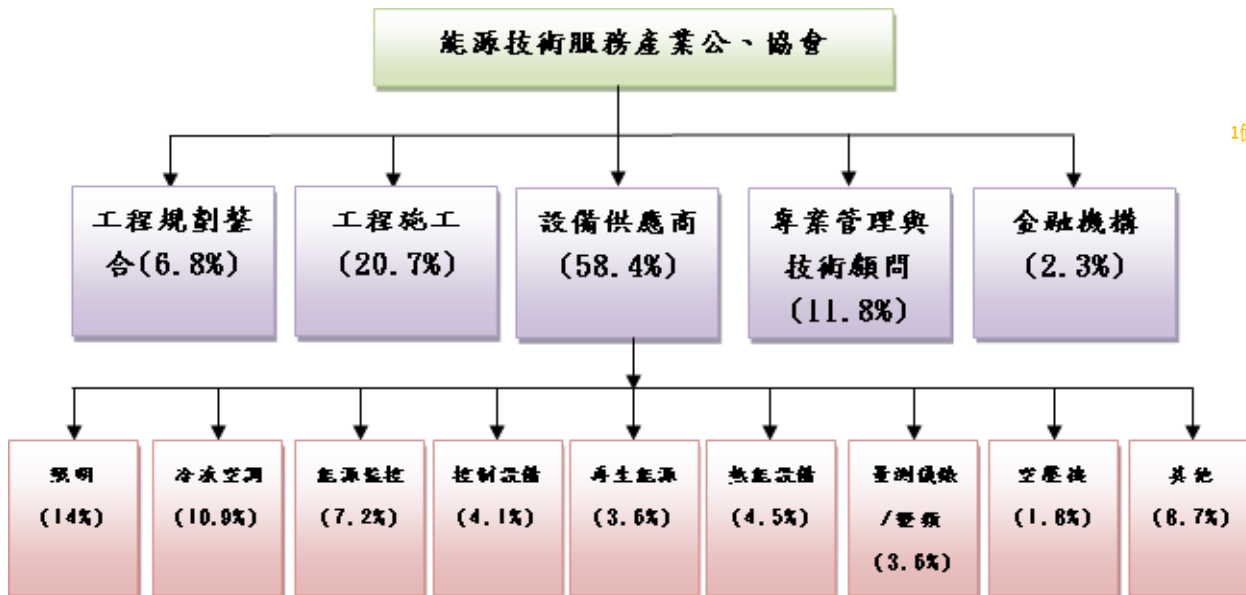 能源技術服務產業公、協會
1
工程規劃整
合(6.8%)
工程施工
(20.7%)
設備供應商
(58.4%)
專業管理與
技術顧問
(11.8%)
金融機構
(2.3%)
照明
(14%)
冷凍空調
(10.9%)
能源監控
(7.2%)
控制設備
(4.1%)
再生能源
(3.6%)
熱能設備
(4.5%)
量測儀錶
(3.6%)
空壓機
(1.8%)
其他
(8.7%)